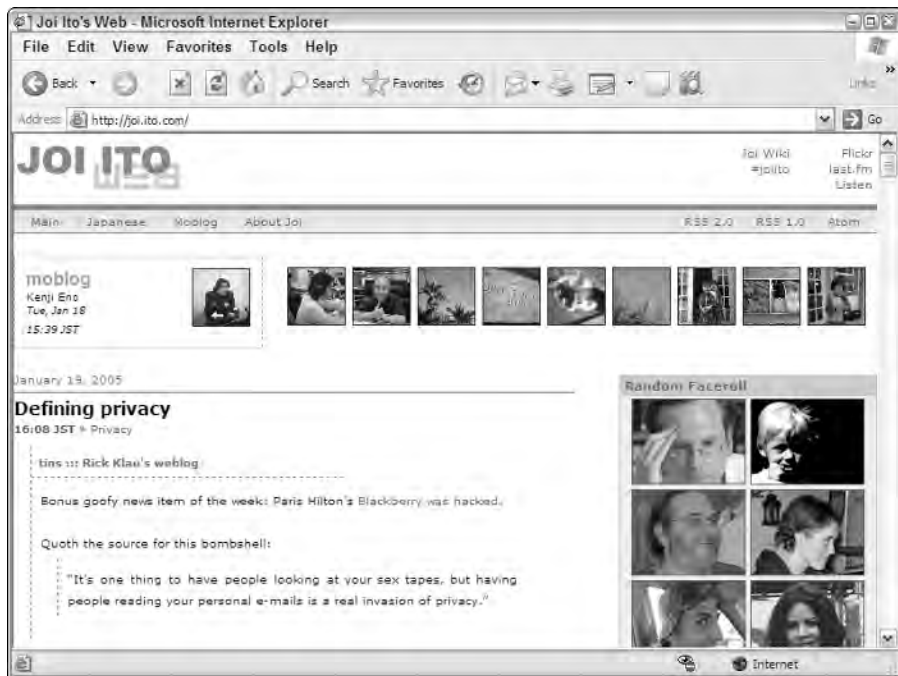 Joi Ito's Web - Microsoft Internet Explorer
File Edit View Favorites Tools Help
Back Search Favorites Links
Address http://joi.ito.com/ Go
JOI ITO
WEB
Joi Wiki Flickr
#joiito last.fm
Listen
Main Japanese Moblog About Joi RSS 2.0 RSS 1.0 Atom
moblog
Kenji Eno
Tue, Jan 18
15:39 JST
January 19, 2005
Defining privacy
16:08 JST » Privacy
tins ::: Rick Klau's weblog
Bonus goofy news item of the week: Paris Hilton's Blackberry was hacked.
Quoth the source for this bombshell:
"It's one thing to have people looking at your sex tapes, but having
people reading your personal e-mails is a real invasion of privacy."
Random Faceroll
Internet